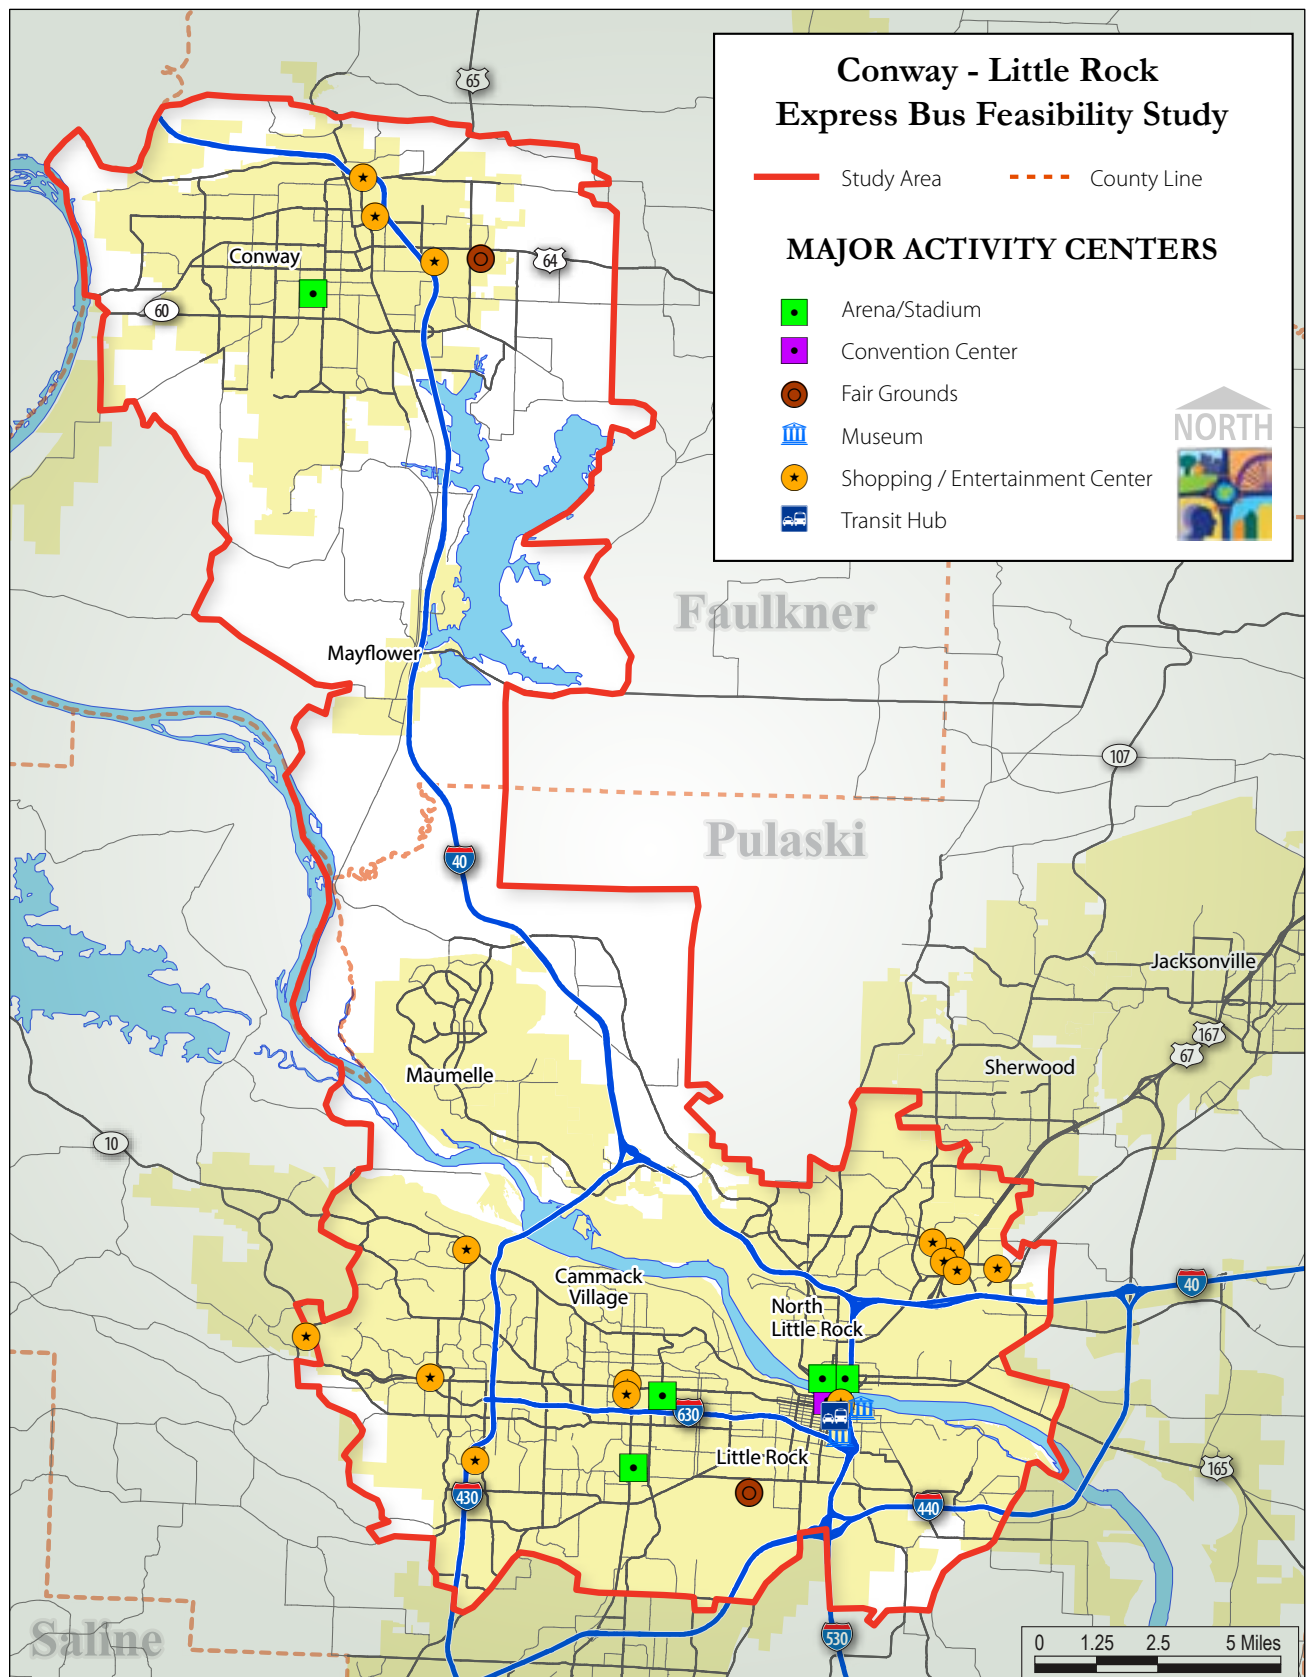 Conway - Little Rock
Express Bus Feasibility Study
Study Area
County Line
MAJOR ACTIVITY CENTERS
Arena/Stadium
Convention Center
Fair Grounds
Museum
Shopping / Entertainment Center
Transit Hub
NORTH
65
64
Conway
60
Faulkner
Mayflower
107
Pulaski
40
Jacksonville
167
67
Sherwood
Maumelle
10
40
Cammack
Village
North
Little Rock
630
Little Rock
165
430
440
Saline
530
0 1.25 2.5 5 Miles